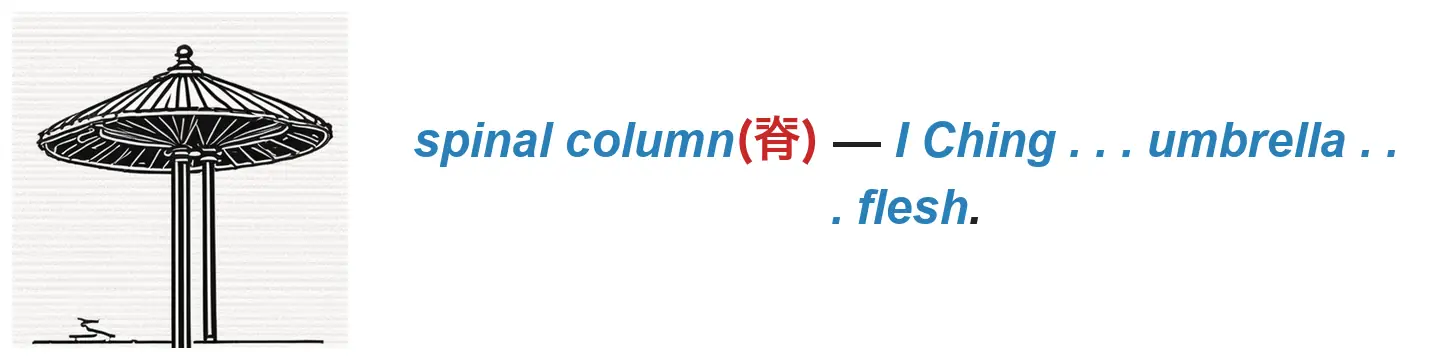 spinal column(脊) — I Ching . . . umbrella . .
. flesh.